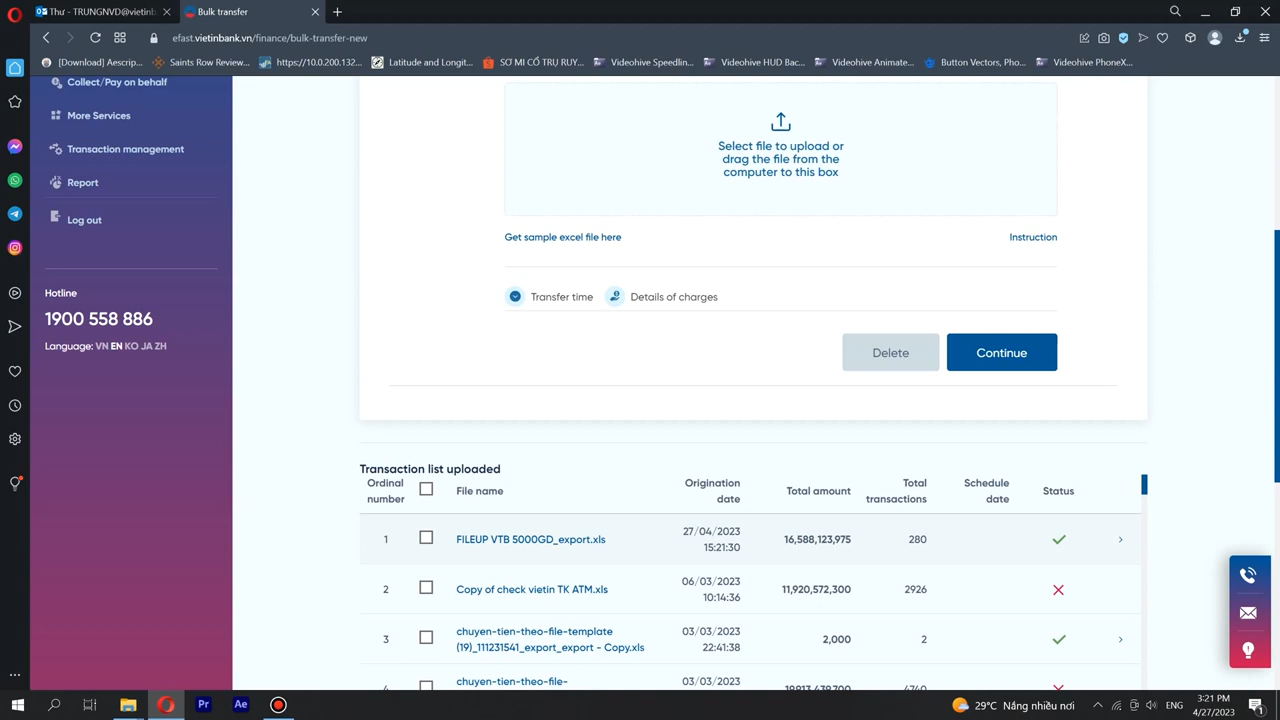 Thư - TRUNGNVD@vietinb
Bulk transfer
efast.vietinbank.vn/finance/bulk-transfer-new
[Download] Aescrip...
Saints Row Review...
https://10.0.200.132...
Latitude and Longit...
SƠ MI CỔ TRỤ RUY...
Videohive Speedlin...
Videohive HUD Bac...
Videohive Animate...
Button Vectors, Pho...
Videohive PhoneX...
Collect/Pay on behalf
More Services
Transaction management
Report
Log out
Hotline
1900 558 886
Language: VN EN KO JA ZH
Select file to upload or
drag the file from the
computer to this box
Get sample excel file here
Instruction
Transfer time
Details of charges
Delete
Continue
Transaction list uploaded
Ordinal number File name Origination date Total amount Total transactions Schedule date Status
1 FILEUP VTB 5000GD_export.xls 27/04/2023 15:21:30 16,588,123,975 280
2 Copy of check vietin TK ATM.xls 06/03/2023 10:14:36 11,920,572,300 2926
3 chuyen-tien-theo-file-template (19)_111231541_export_export - Copy.xls 03/03/2023 22:41:38 2,000 2
4 chuyen-tien-theo-file- 03/03/2023 19,913,439,700 4740
Pr
Ae
29°C Nắng nhiều nơi
ENG
3:21 PM
4/27/2023
1